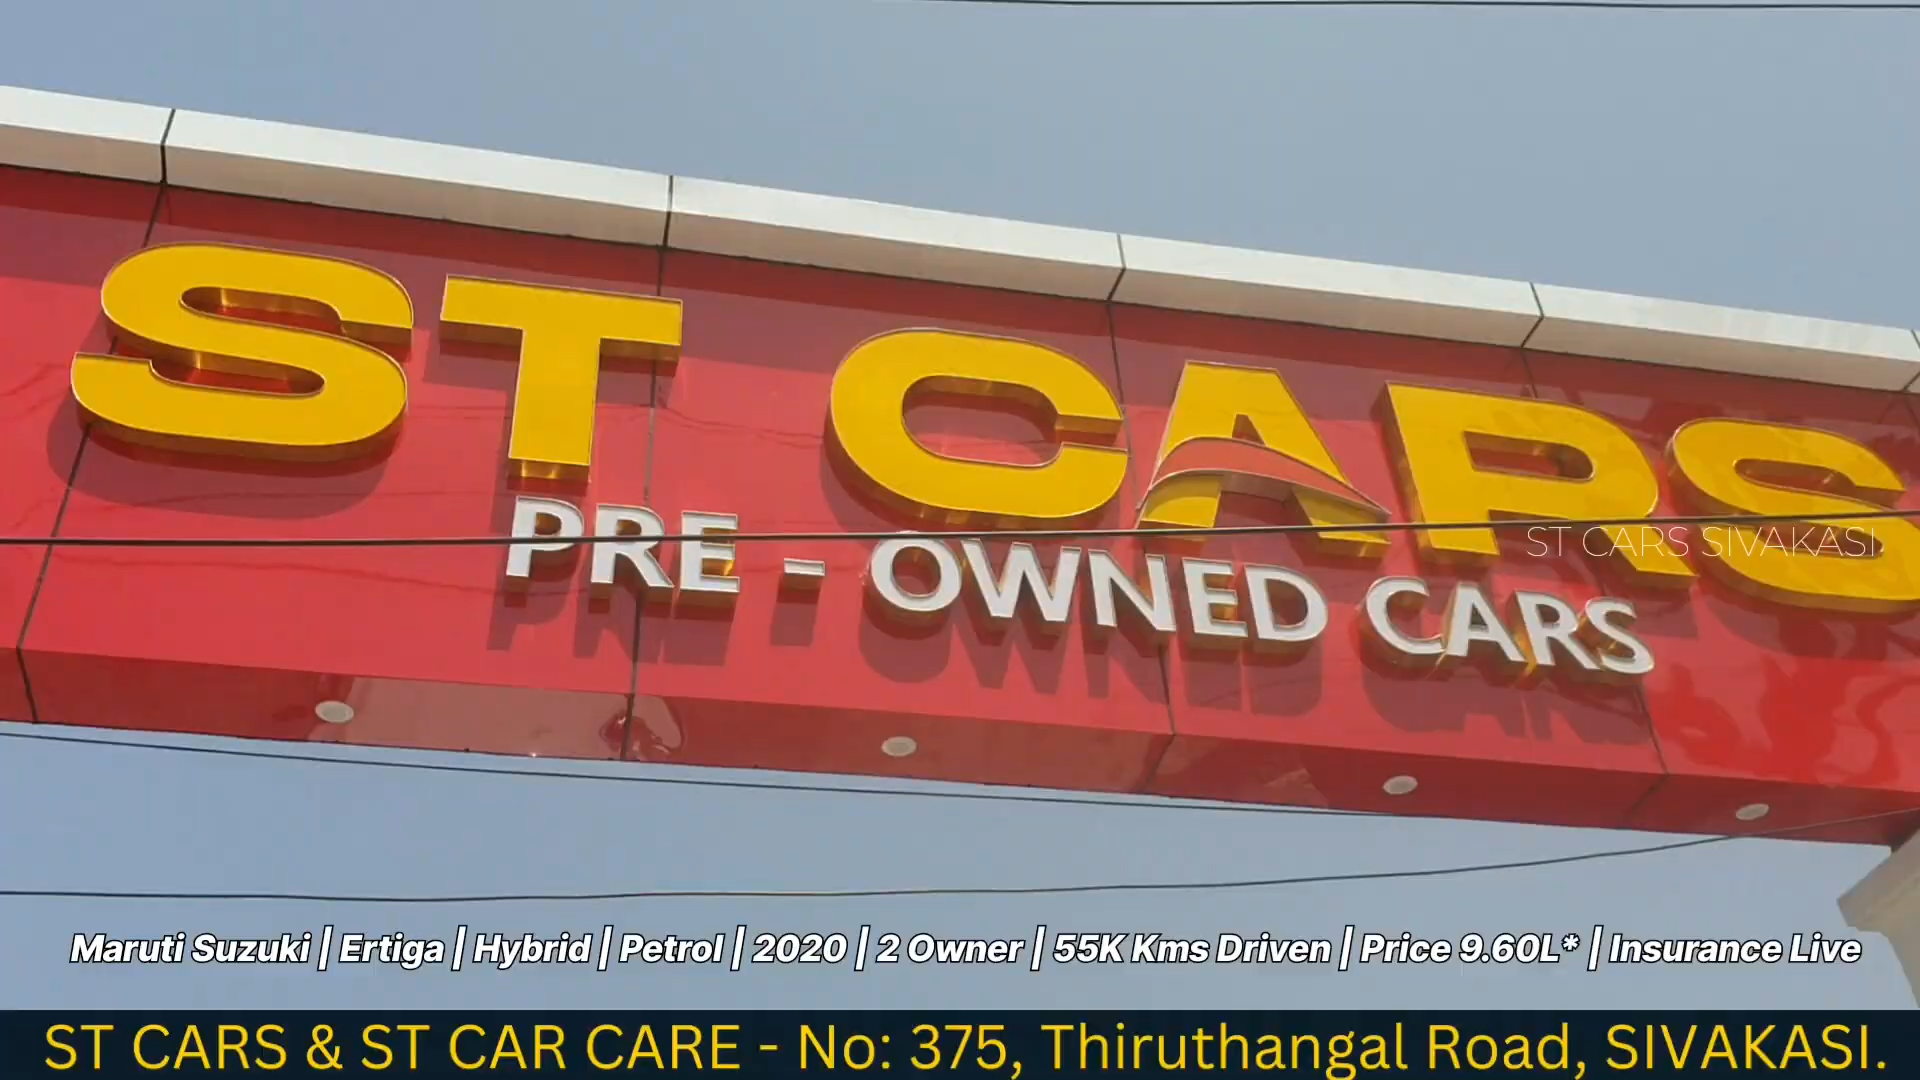 ST CARS
PRE - OWNED CARS
ST CARS SIVAKASI
Maruti Suzuki | Ertiga | Hybrid | Petrol | 2020 | 2 Owner | 55K Kms Driven | Price 9.60L* | Insurance Live
ST CARS & ST CAR CARE - No: 375, Thiruthangal Road, SIVAKASI.